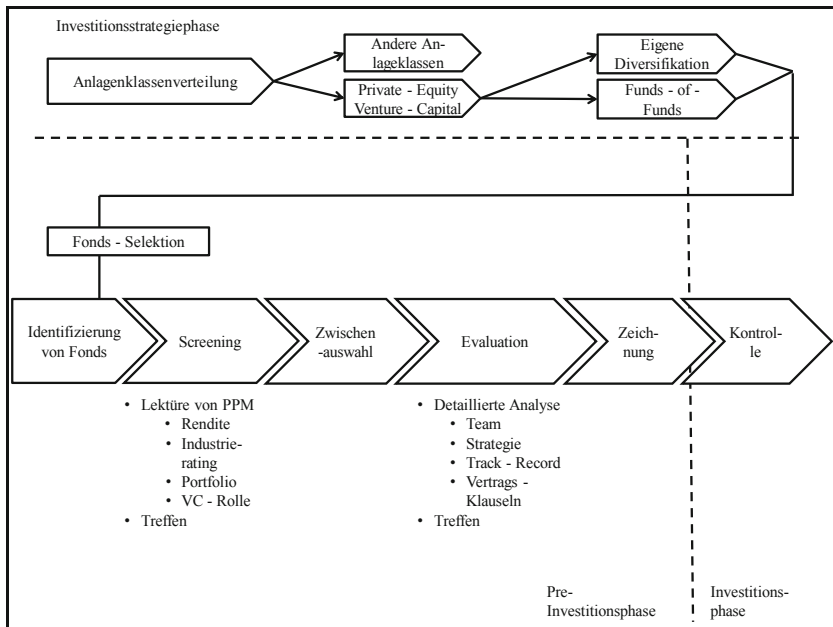 Investitionsstrategiephase
Anlagenklassenverteilung
Andere An-
lageklassen
Private - Equity
Venture - Capital
Eigene
Diversifikation
Funds - of -
Funds
Fonds - Selektion
Identifizierung
von Fonds
Screening
Zwischen
-auswahl
Evaluation
Zeich-
nung
Kontrol-
le
• Lektüre von PPM
• Rendite
• Industrie-
rating
• Portfolio
• VC - Rolle
• Treffen
• Detaillierte Analyse
• Team
• Strategie
• Track - Record
• Vertrags -
Klauseln
• Treffen
Pre-
Investitionsphase
Investitions-
phase